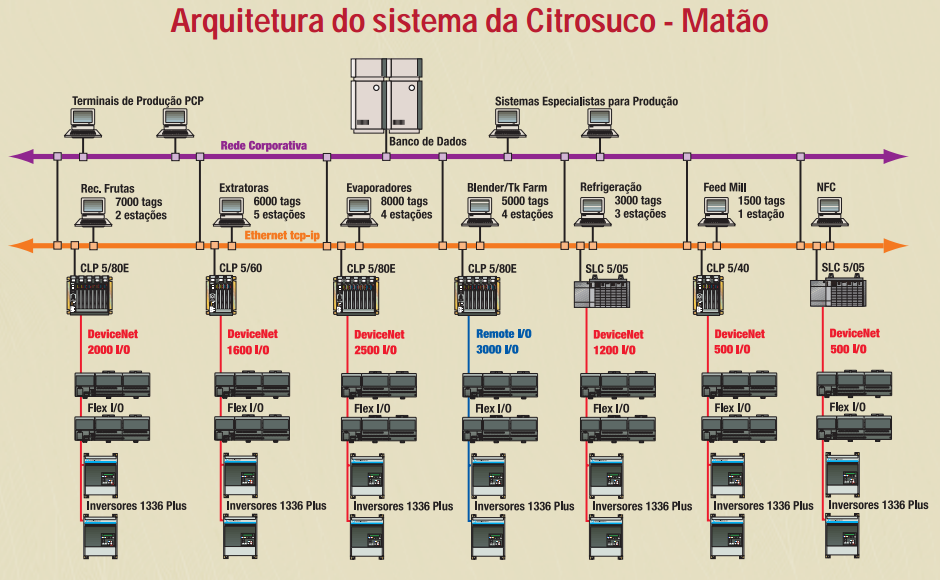 Arquitetura do sistema da Citrosuco - Matão
Terminais de Produção PCP
Sistemas Especialistas para Produção
Banco de Dados
Rede Corporativa
Rec. Frutas
7000 tags
2 estações
Extratoras
6000 tags
5 estações
Evaporadores
8000 tags
4 estações
Blender/Tk Farm
5000 tags
4 estações
Refrigeração
3000 tags
3 estações
Feed Mill
1500 tags
1 estação
NFC
Ethernet tcp-ip
CLP 5/80E
CLP 5/60
CLP 5/80E
CLP 5/80E
SLC 5/05
CLP 5/40
SLC 5/05
DeviceNet
2000 I/O
DeviceNet
1600 I/O
DeviceNet
2500 I/O
Remote I/O
3000 I/O
DeviceNet
1200 I/O
DeviceNet
500 I/O
DeviceNet
500 I/O
Flex I/O
Flex I/O
Flex I/O
Flex I/O
Flex I/O
Flex I/O
Flex I/O
Inversores 1336 Plus
Inversores 1336 Plus
Inversores 1336 Plus
Inversores 1336 Plus
Inversores 1336 Plus
Inversores 1336 Plus
Inversores 1336 Plus